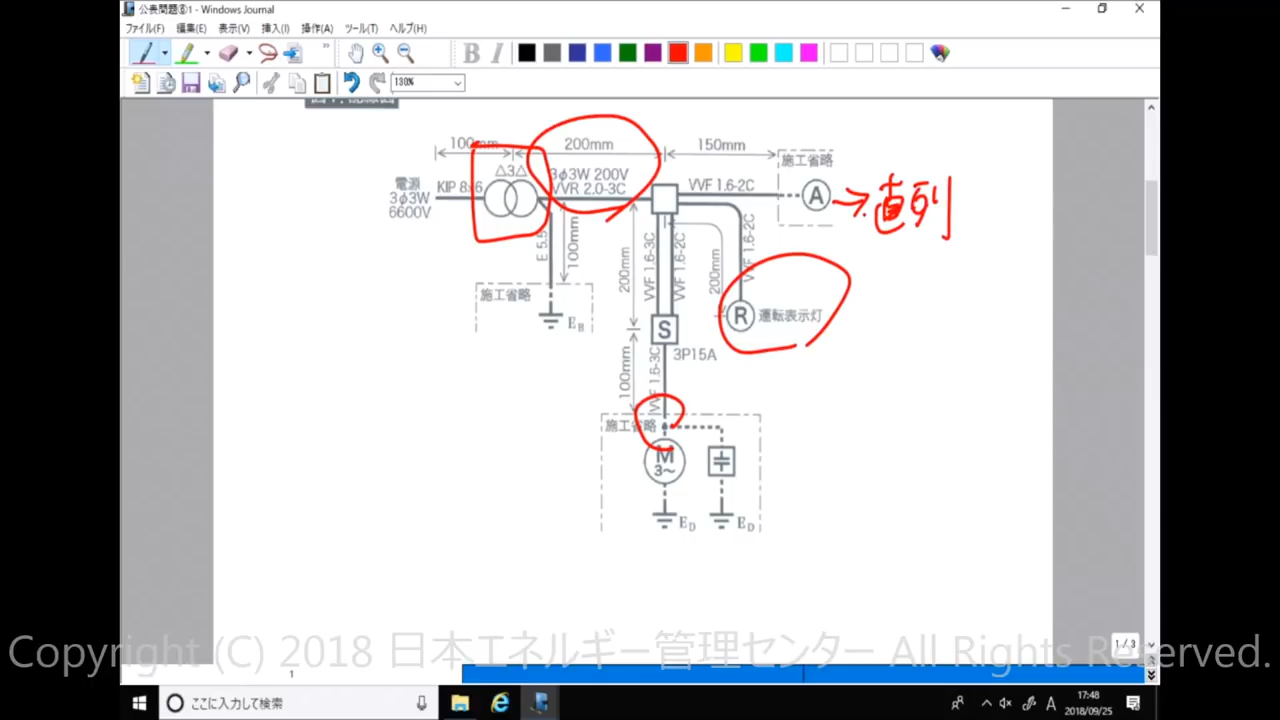 公表問題⑧1 - Windows Journal
ファイル(F) 編集(E) 表示(V) 挿入(I) 操作(A) ツール(T) ヘルプ(H)
B I
130%
100mm 200mm 150mm
△3△
3φ3W 200V
VVR 2.0-3C
電源
3φ3W
6600V
KIP 8x6
VVF 1.6-2C
施工省略
A
直列
E 5.5
100mm
200mm
VVF 1.6-3C
VVF 1.6-2C
200mm
VVF 1.6-2C
施工省略
EB
S
R 運転表示灯
3P15A
100mm
VVF 1.6-3C
施工省略
M
3～
ED ED
Copyright (C) 2018 日本エネルギー管理センター All Rights Reserved.
1 / 3
1
ここに入力して検索
A
17:48
2018/09/25